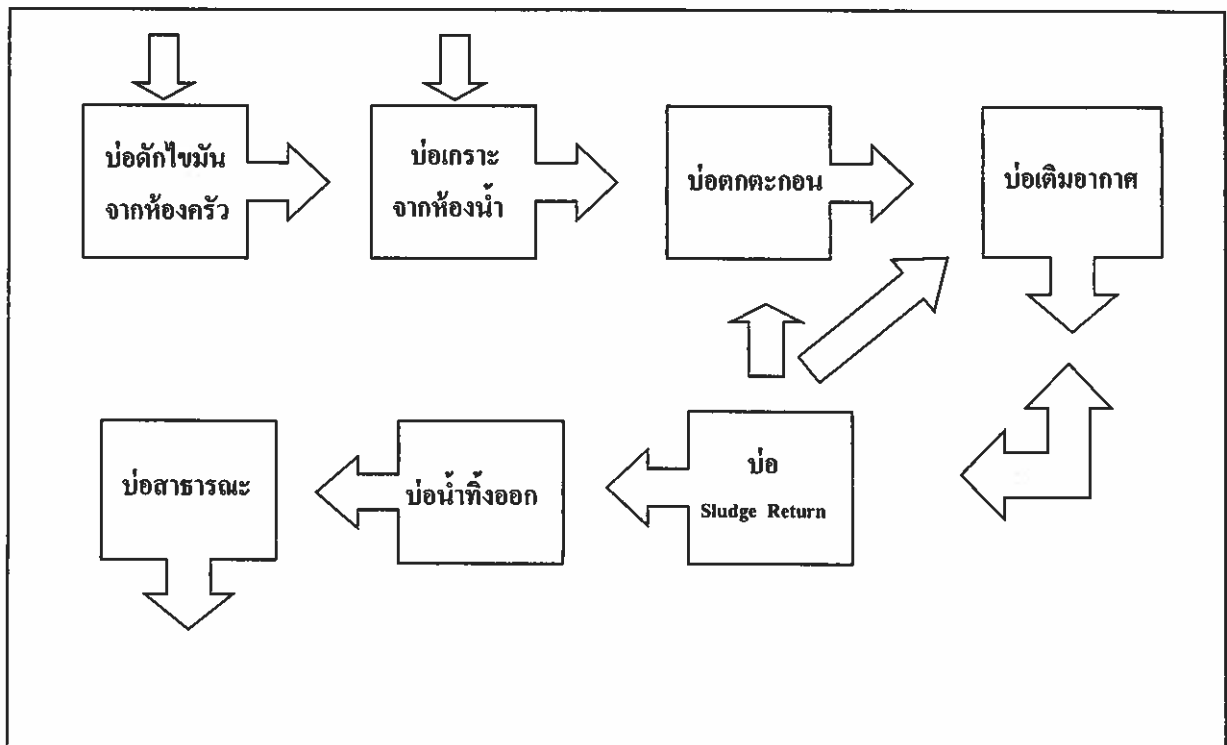 บ่อดักไขมัน
จากห้องครัว
บ่อเกราะ
จากห้องน้ำ
บ่อตกตะกอน
บ่อเติมอากาศ
บ่อสาธารณะ
บ่อน้ำทิ้งออก
บ่อ
Sludge Return